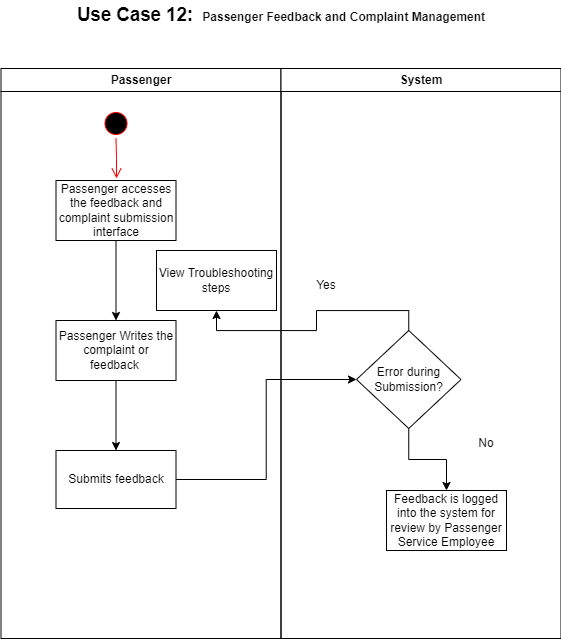 Use Case 12: Passenger Feedback and Complaint Management
Passenger
System
Passenger accesses
the feedback and
complaint submission
interface
View Troubleshooting
steps
Yes
Passenger Writes the
complaint or
feedback
Error during
Submission?
No
Submits feedback
Feedback is logged
into the system for
review by Passenger
Service Employee